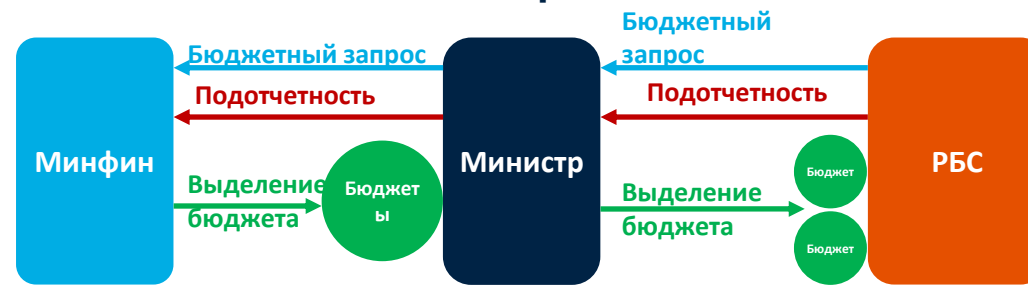 Бюджетный запрос
Подотчетность
Минфин
Выделение
бюджета
Бюджет
ы
Министр
Бюджетный
запрос
Подотчетность
Выделение
бюджета
Бюджет
Бюджет
РБС